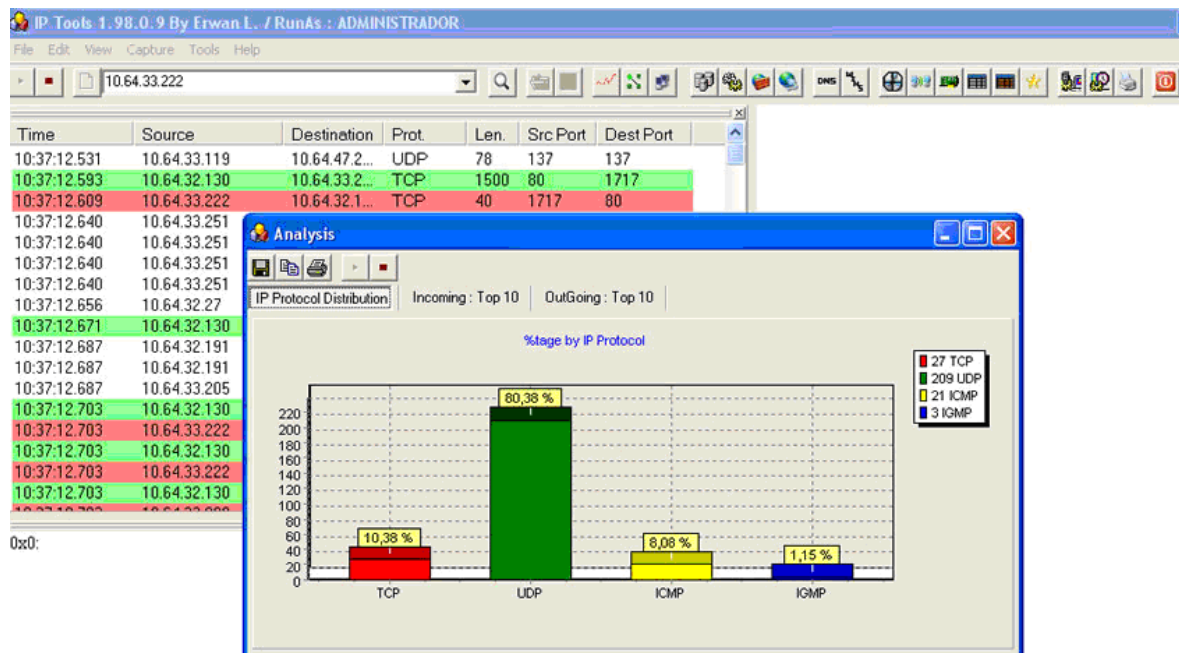 IP Tools 1.98.0.9 By Erwan L. / RunAs : ADMINISTRADOR
File Edit View Capture Tools Help
10.64.33.222
DNS
Time Source Destination Prot. Len. Src Port Dest Port
10:37:12.531 10.64.33.119 10.64.47.2... UDP 78 137 137
10:37:12.593 10.64.32.130 10.64.33.2... TCP 1500 80 1717
10:37:12.609 10.64.33.222 10.64.32.1... TCP 40 1717 80
10:37:12.640 10.64.33.251
10:37:12.640 10.64.33.251
10:37:12.640 10.64.33.251
10:37:12.640 10.64.33.251
10:37:12.656 10.64.32.27
10:37:12.671 10.64.32.130
10:37:12.687 10.64.32.191
10:37:12.687 10.64.32.191
10:37:12.687 10.64.33.205
10:37:12.703 10.64.32.130
10:37:12.703 10.64.33.222
10:37:12.703 10.64.32.130
10:37:12.703 10.64.33.222
10:37:12.703 10.64.32.130
0x0:
Analysis
IP Protocol Distribution Incoming : Top 10 OutGoing : Top 10
%tage by IP Protocol
27 TCP
209 UDP
21 ICMP
3 IGMP
80,38 %
10,38 %
8,08 %
1,15 %
220
200
180
160
140
120
100
80
60
40
20
0
TCP UDP ICMP IGMP